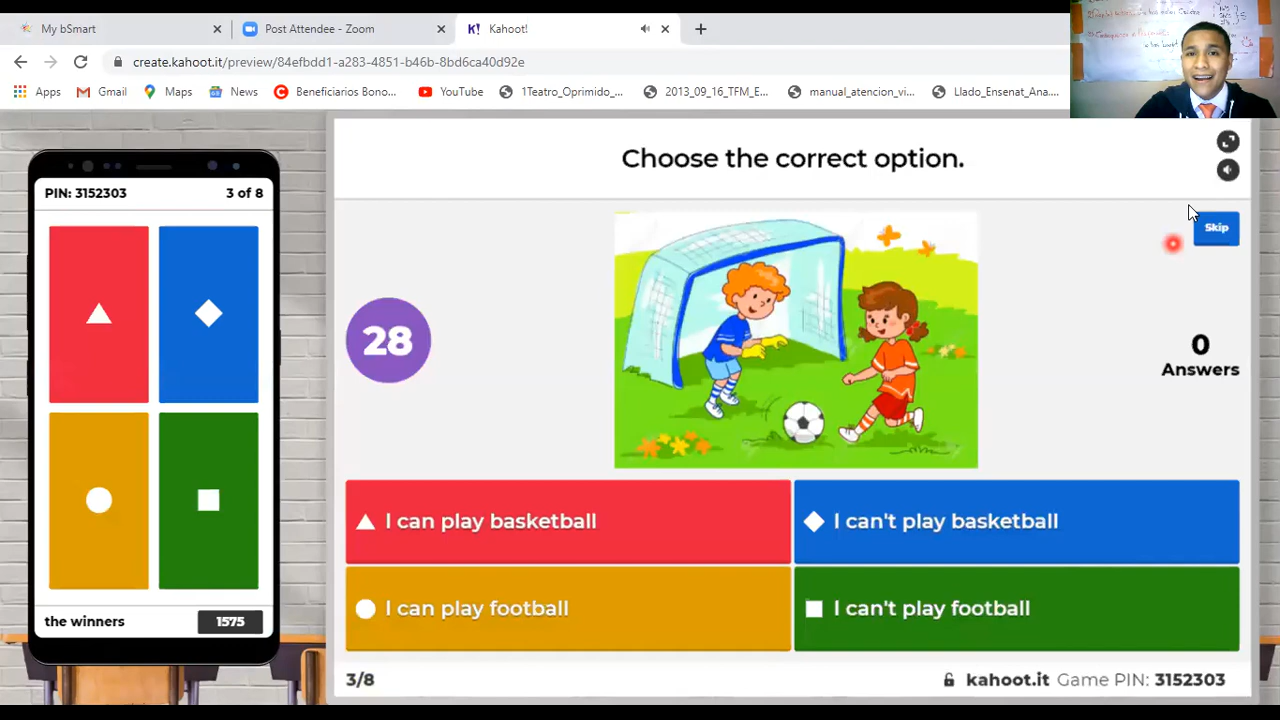 My bSmart
Post Attendee - Zoom
K! Kahoot!
create.kahoot.it/preview/84efbdd1-a283-4851-b46b-8bd6ca40d92e
Apps
Gmail
Maps
News
Beneficiarios Bono...
YouTube
1Teatro_Oprimido_...
2013_09_16_TFM_E...
manual_atencion_vi...
Llado_Ensenat_Ana....
PIN: 3152303
3 of 8
the winners
1575
Choose the correct option.
Skip
28
0
Answers
I can play basketball
I can't play basketball
I can play football
I can't play football
3/8
kahoot.it Game PIN: 3152303